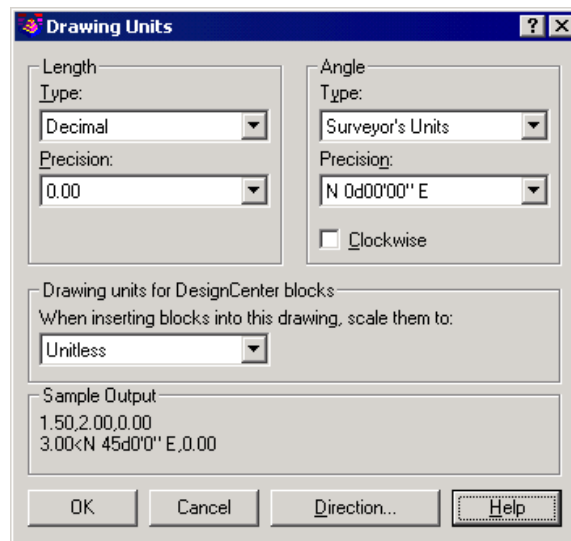 Drawing Units
Length
Type:
Decimal
Precision:
0.00
Angle
Type:
Surveyor's Units
Precision:
N 0d00'00" E
Clockwise
Drawing units for DesignCenter blocks
When inserting blocks into this drawing, scale them to:
Unitless
Sample Output
1.50,2.00,0.00
3.00<N 45d0'0" E,0.00
OK Cancel Direction... Help